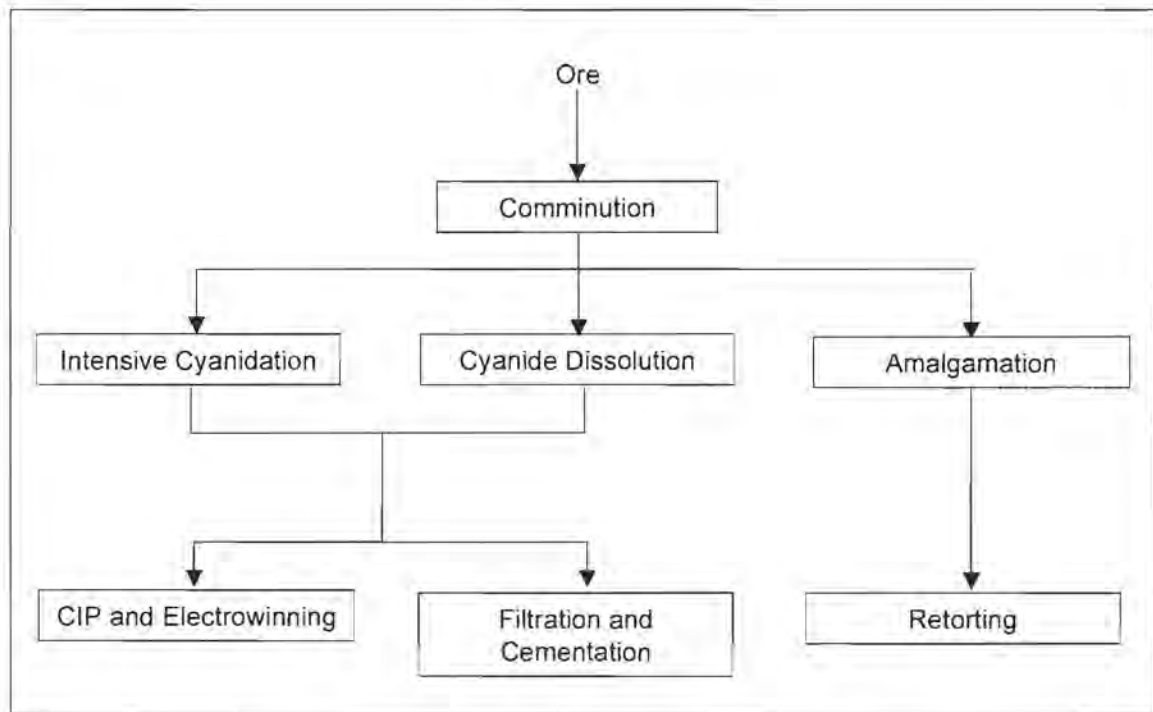 Ore
Comminution
Intensive Cyanidation
Cyanide Dissolution
Amalgamation
CIP and Electrowinning
Filtration and
Cementation
Retorting